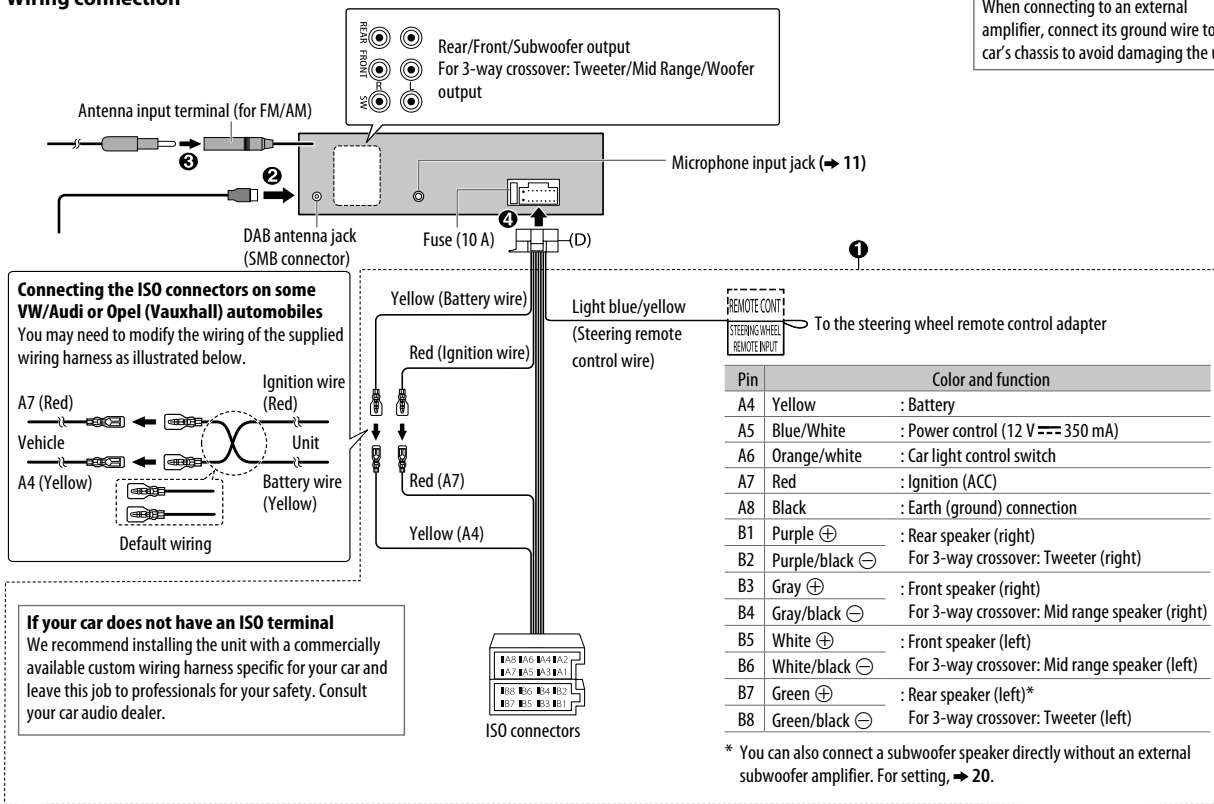 Wiring connection
When connecting to an external
amplifier, connect its ground wire to
car's chassis to avoid damaging the
REAR FRONT SW
R L
Rear/Front/Subwoofer output
For 3-way crossover: Tweeter/Mid Range/Woofer
output
Antenna input terminal (for FM/AM)
❸
Microphone input jack (➜ 11)
❷
DAB antenna jack
(SMB connector)
Fuse (10 A)
❹
(D)
❶
Connecting the ISO connectors on some
VW/Audi or Opel (Vauxhall) automobiles
You may need to modify the wiring of the supplied
wiring harness as illustrated below.
Ignition wire
(Red)
A7 (Red)
Vehicle
Unit
A4 (Yellow)
Battery wire
(Yellow)
Default wiring
Yellow (Battery wire)
Red (Ignition wire)
Red (A7)
Yellow (A4)
Light blue/yellow
(Steering remote
control wire)
REMOTE CONT
STEERING WHEEL
REMOTE INPUT
To the steering wheel remote control adapter
Pin Color and function
A4 Yellow : Battery
A5 Blue/White : Power control (12 V ⎓ 350 mA)
A6 Orange/white : Car light control switch
A7 Red : Ignition (ACC)
A8 Black : Earth (ground) connection
B1 Purple ⊕ : Rear speaker (right)
B2 Purple/black ⊖ For 3-way crossover: Tweeter (right)
B3 Gray ⊕ : Front speaker (right)
B4 Gray/black ⊖ For 3-way crossover: Mid range speaker (right)
B5 White ⊕ : Front speaker (left)
B6 White/black ⊖ For 3-way crossover: Mid range speaker (left)
B7 Green ⊕ : Rear speaker (left)*
B8 Green/black ⊖ For 3-way crossover: Tweeter (left)
* You can also connect a subwoofer speaker directly without an external
subwoofer amplifier. For setting, ➜ 20.
If your car does not have an ISO terminal
We recommend installing the unit with a commercially
available custom wiring harness specific for your car and
leave this job to professionals for your safety. Consult
your car audio dealer.
A8 A6 A4 A2
A7 A5 A3 A1
B8 B6 B4 B2
B7 B5 B3 B1
ISO connectors